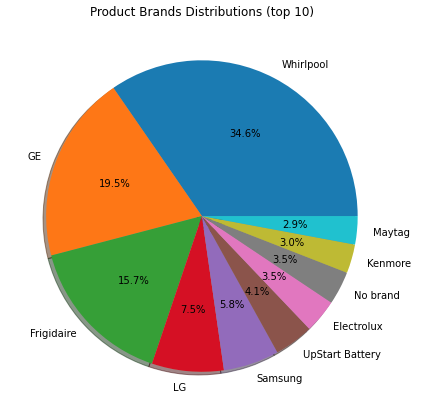 Product Brands Distributions (top 10)
Whirlpool
34.6%
GE
19.5%
Frigidaire
15.7%
LG
7.5%
Samsung
5.8%
UpStart Battery
4.1%
Electrolux
3.5%
No brand
3.5%
Kenmore
3.0%
Maytag
2.9%